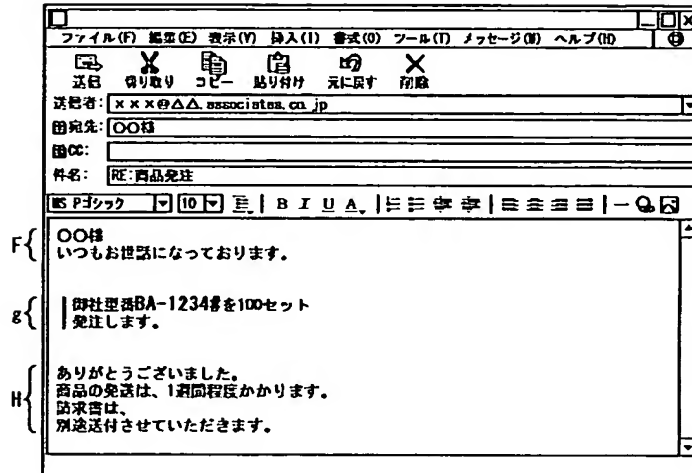 ファイル(F) 編集(E) 表示(V) 挿入(I) 書式(O) ツール(T) メッセージ(M) ヘルプ(H)
送信 切り取り コピー 貼り付け 元に戻す 削除
送信者: ×××@△△.associates.co.jp
宛先: 〇〇様
CC:
件名: RE:商品発注
MS Pゴシック 10 B I U A
F
〇〇様
いつもお世話になっております。
g
御社型番BA-1234を100セット
発注します。
H
ありがとうございました。
商品の発送は、1週間程度かかります。
請求書は、
別途送付させていただきます。